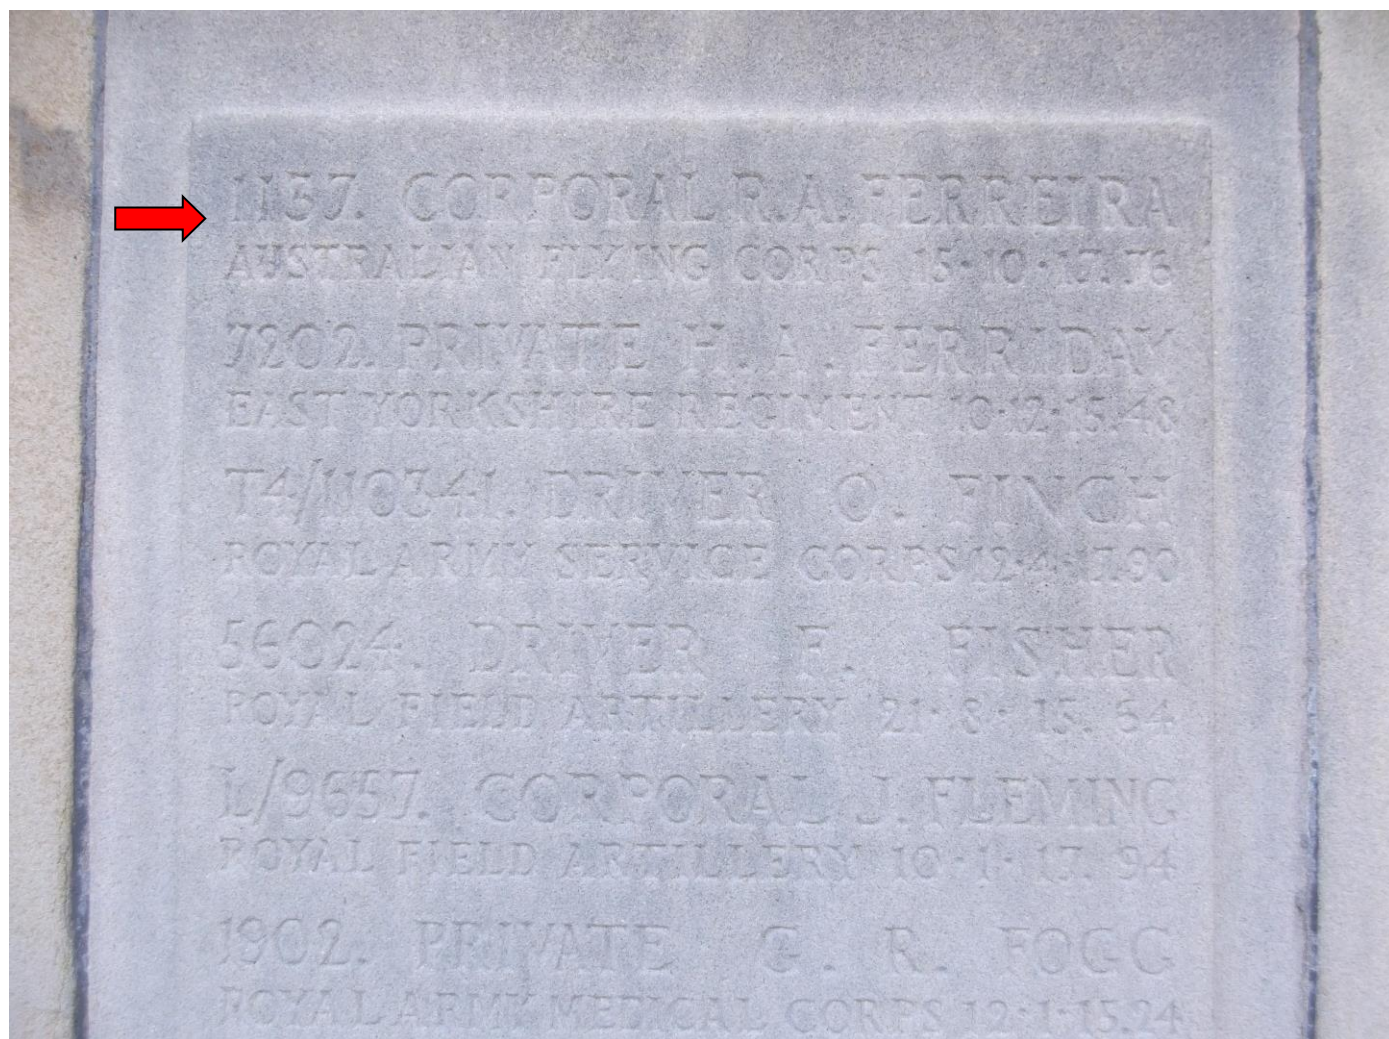 1137. CORPORAL R.A. FERREIRA
AUSTRALIAN FLYING CORPS 15·10·17.76
7202. PRIVATE H. A. FERRIDAY
EAST YORKSHIRE REGIMENT 10·12·15.48
T4/110341. DRIVER O. FINCH
ROYAL ARMY SERVICE CORPS 12·4·17.90
56024. DRIVER F. FISHER
ROYAL FIELD ARTILLERY 21·8·15. 64
L/9657. CORPORAL J. FLEMING
ROYAL FIELD ARTILLERY 10·1·17. 94
1902. PRIVATE G. R. FOGG
ROYAL ARMY MEDICAL CORPS 12·1·15.24